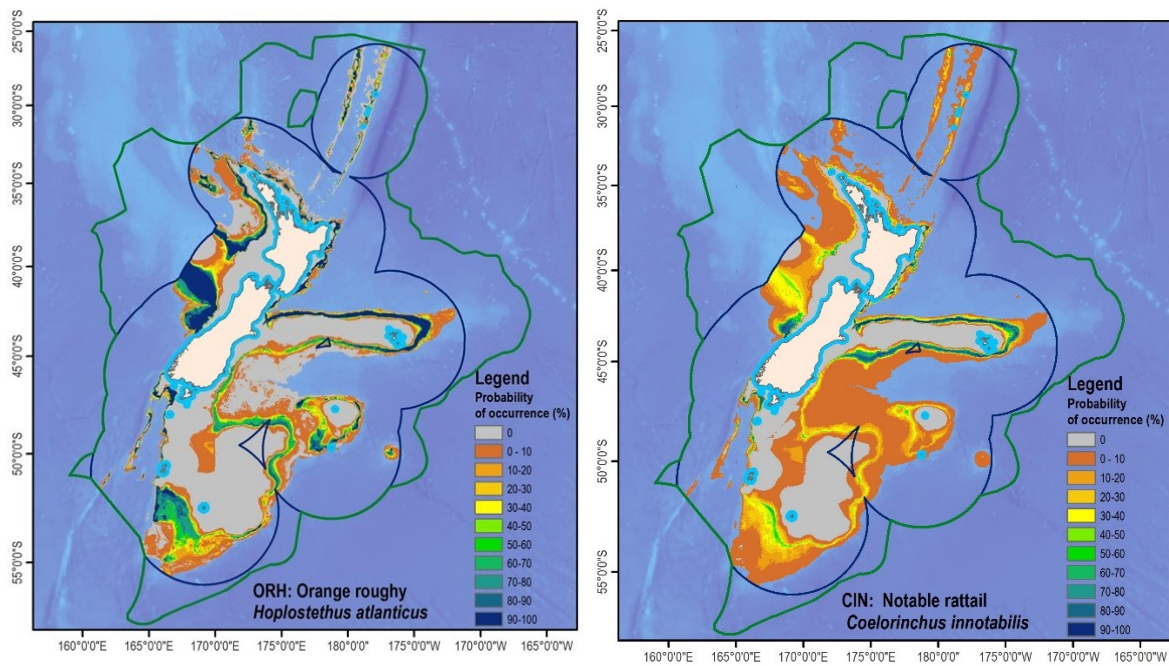 25°0'0"S
30°0'0"S
35°0'0"S
40°0'0"S
45°0'0"S
50°0'0"S
55°0'0"S
Legend
Probability
of occurrence (%)
0
0 - 10
10-20
20-30
30-40
40-50
50-60
60-70
70-80
80-90
90-100
ORH: Orange roughy
Hoplostethus atlanticus
160°0'0"E
165°0'0"E
170°0'0"E
175°0'0"E
180°0'0"
175°0'0"W
170°0'0"W
165°0'0"W
25°0'0"S
30°0'0"S
35°0'0"S
40°0'0"S
45°0'0"S
50°0'0"S
55°0'0"S
Legend
Probability
of occurrence (%)
0
0 - 10
10-20
20-30
30-40
40-50
50-60
60-70
70-80
80-90
90-100
CIN: Notable rattail
Coelorinchus innotabilis
160°0'0"E
165°0'0"E
170°0'0"E
175°0'0"E
180°0'0"
175°0'0"W
170°0'0"W
165°0'0"W